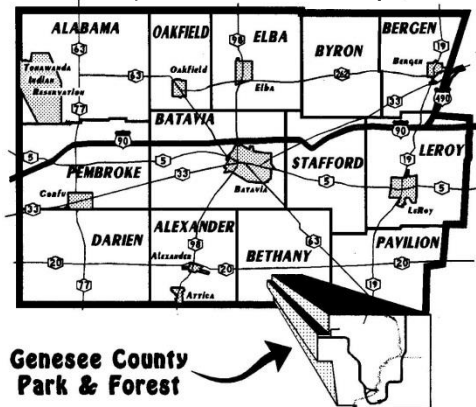 ALABAMA
OAKFIELD
ELBA
BYRON
BERGEN
63
98
19
Tonawanda
Indian
Reservation
63
Oakfield
Elba
262
Bergen
33
490
77
BATAVIA
90
90
5
PEMBROKE
5
33
Batavia
STAFFORD
5
LEROY
19
5
LeRoy
Corfu
33
DARIEN
ALEXANDER
98
Alexander
BETHANY
63
PAVILION
20
20
20
77
Attica
19
Genesee County
Park & Forest